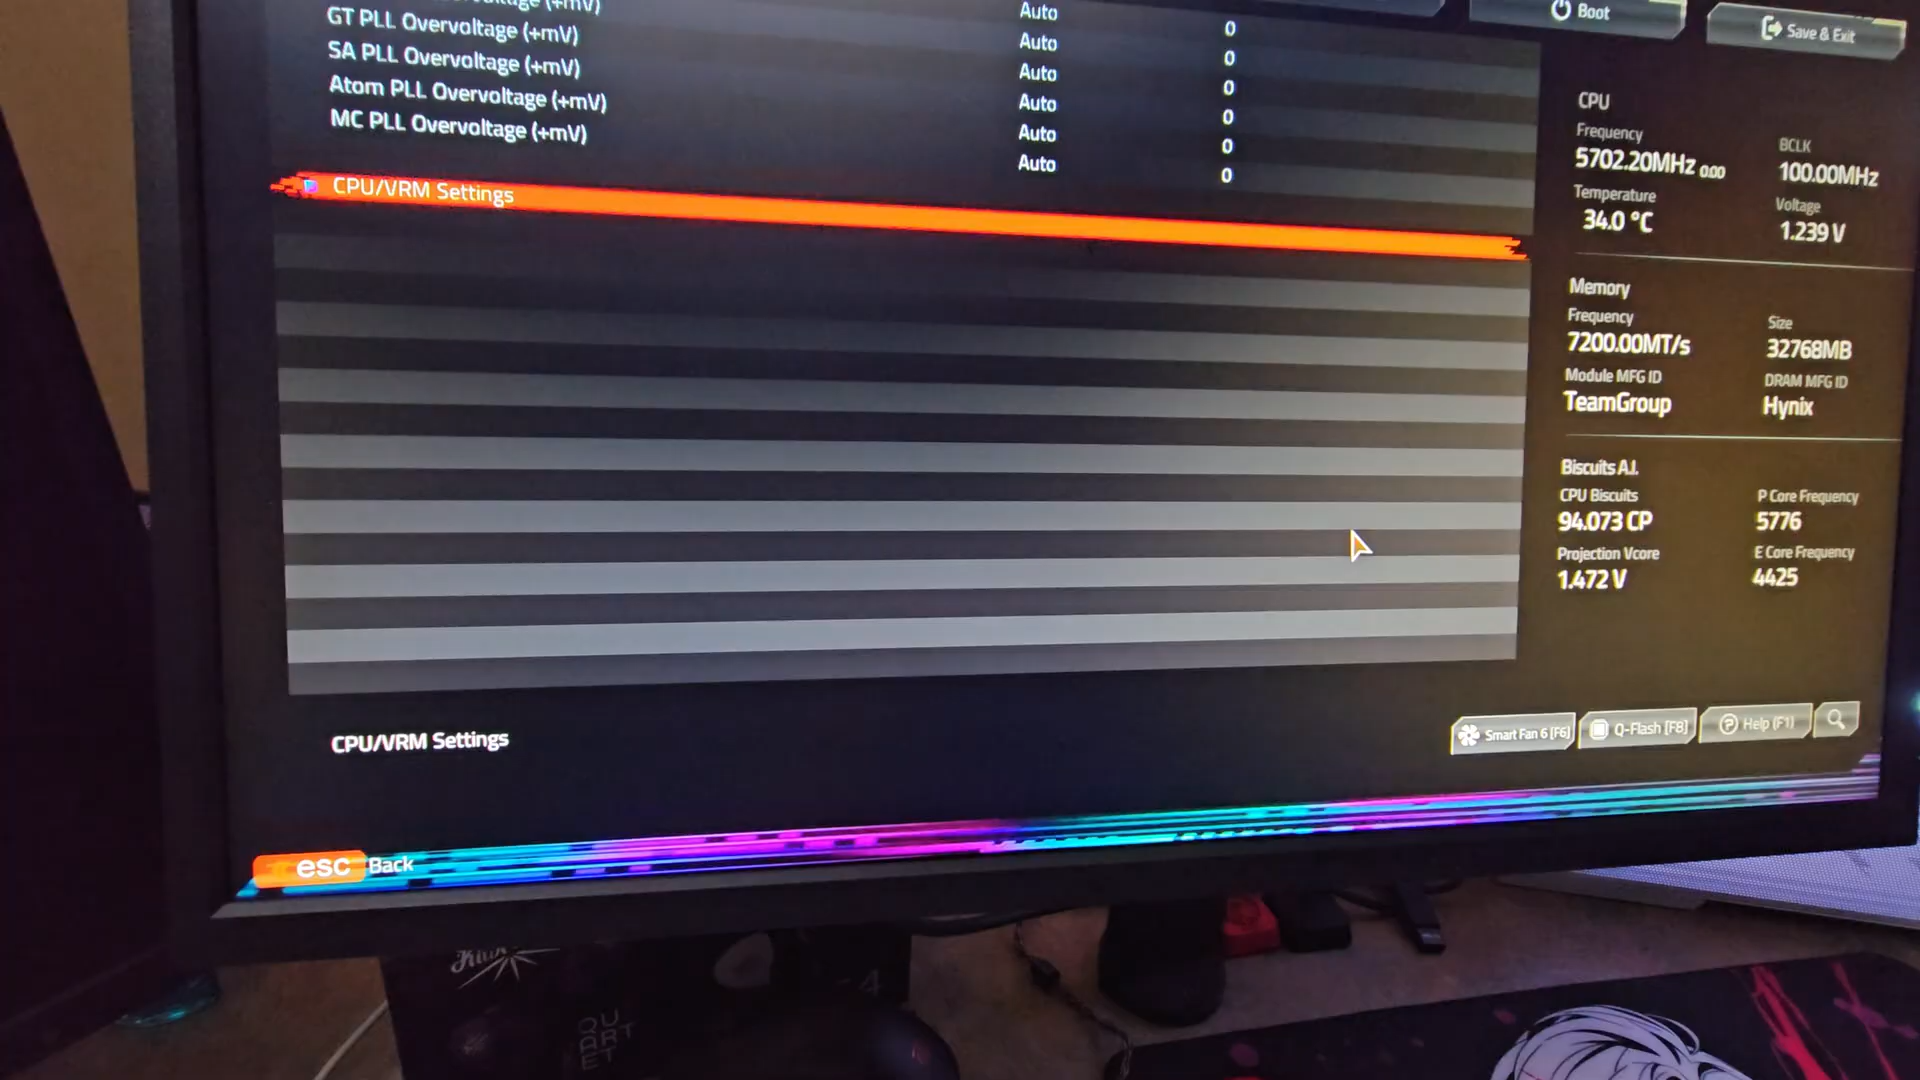 GT PLL Overvoltage (+mV)
SA PLL Overvoltage (+mV)
Atom PLL Overvoltage (+mV)
MC PLL Overvoltage (+mV)
Auto 0
Auto 0
Auto 0
Auto 0
Auto 0
Auto 0
CPU/VRM Settings
Boot
Save & Exit
CPU
Frequency BCLK
5702.20MHz 0.00 100.00MHz
Temperature Voltage
34.0 °C 1.239 V
Memory
Frequency Size
7200.00MT/s 32768MB
Module MFG ID DRAM MFG ID
TeamGroup Hynix
Biscuits A.I.
CPU Biscuits P Core Frequency
94.073 CP 5776
Projection Vcore E Core Frequency
1.472 V 4425
CPU/VRM Settings
Smart Fan 6 [F6] Q-Flash [F8] Help (F1)
esc Back
4